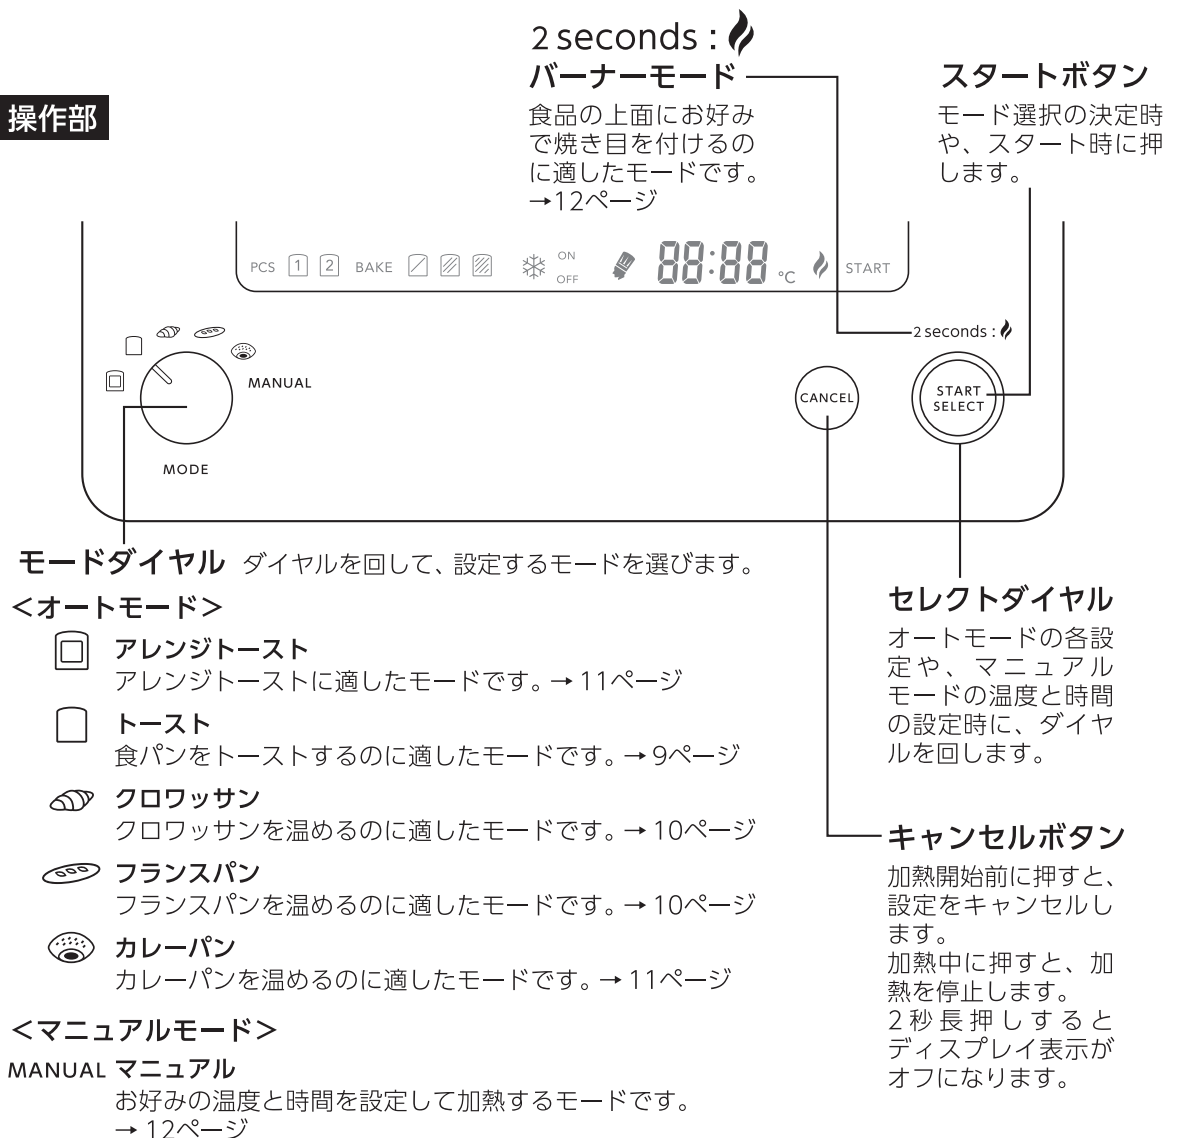 操作部
2 seconds :
バーナーモード
食品の上面にお好み
で焼き目を付けるの
に適したモードです。
→12ページ
スタートボタン
モード選択の決定時
や、スタート時に押
します。
PCS 1 2 BAKE ON OFF 88:88 °C START
2 seconds :
MANUAL
MODE
CANCEL
START
SELECT
モードダイヤル ダイヤルを回して、設定するモードを選びます。
<オートモード>
アレンジトースト
アレンジトーストに適したモードです。→ 11ページ
トースト
食パンをトーストするのに適したモードです。→ 9ページ
クロワッサン
クロワッサンを温めるのに適したモードです。→ 10ページ
フランスパン
フランスパンを温めるのに適したモードです。→ 10ページ
カレーパン
カレーパンを温めるのに適したモードです。→ 11ページ
<マニュアルモード>
MANUAL マニュアル
お好みの温度と時間を設定して加熱するモードです。
→ 12ページ
セレクトダイヤル
オートモードの各設
定や、マニュアル
モードの温度と時間
の設定時に、ダイヤ
ルを回します。
キャンセルボタン
加熱開始前に押すと、
設定をキャンセルし
ます。
加熱中に押すと、加
熱を停止します。
2秒長押しすると
ディスプレイ表示が
オフになります。